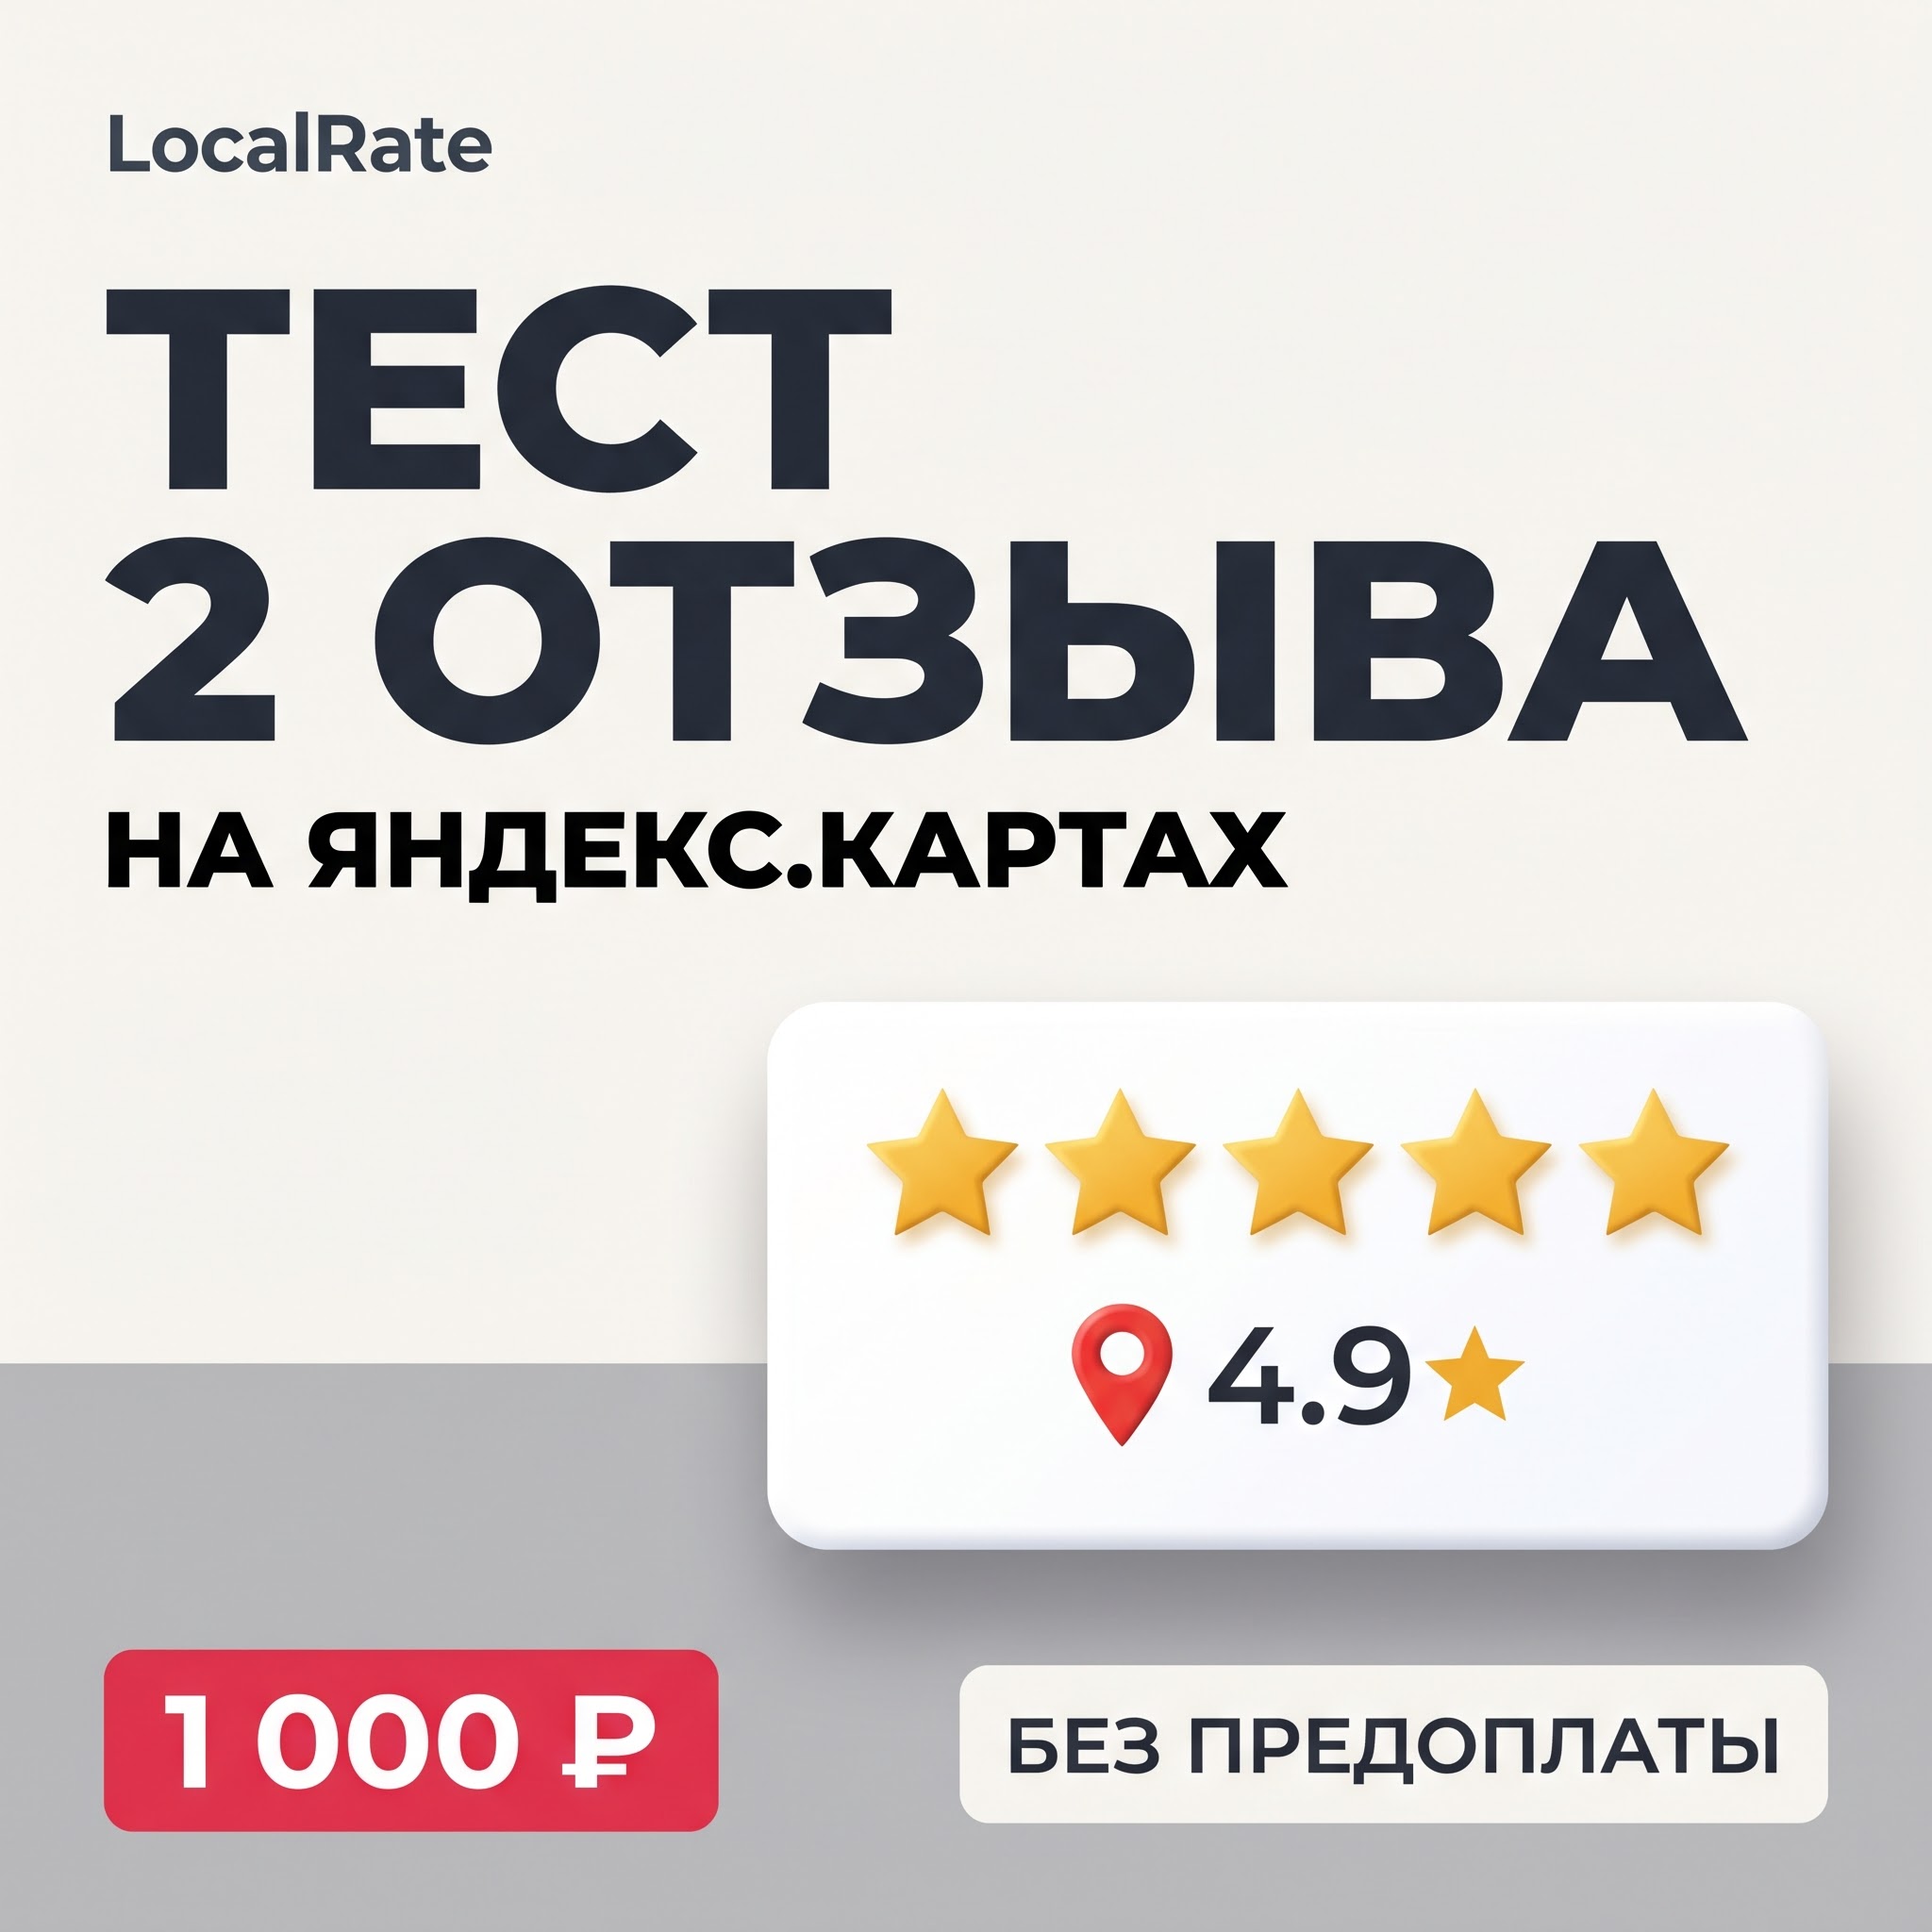 LocalRate
ТЕСТ
2 ОТЗЫВА
НА ЯНДЕКС.КАРТАХ
4.9
1 000 ₽
БЕЗ ПРЕДОПЛАТЫ